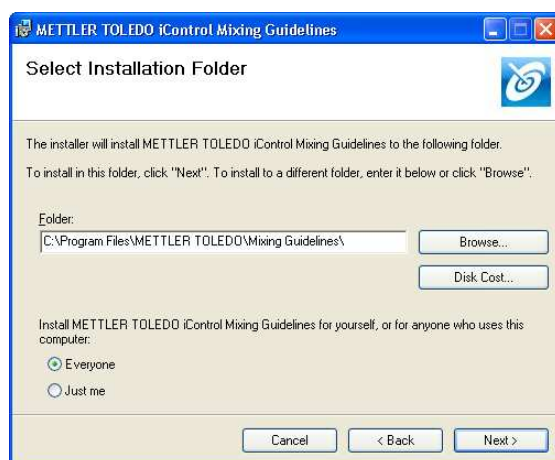 METTLER TOLEDO iControl Mixing Guidelines
Select Installation Folder
The installer will install METTLER TOLEDO iControl Mixing Guidelines to the following folder.
To install in this folder, click "Next". To install to a different folder, enter it below or click "Browse".
Folder:
C:\Program Files\METTLER TOLEDO\Mixing Guidelines\
Browse...
Disk Cost...
Install METTLER TOLEDO iControl Mixing Guidelines for yourself, or for anyone who uses this
computer:
Everyone
Just me
Cancel
< Back
Next >